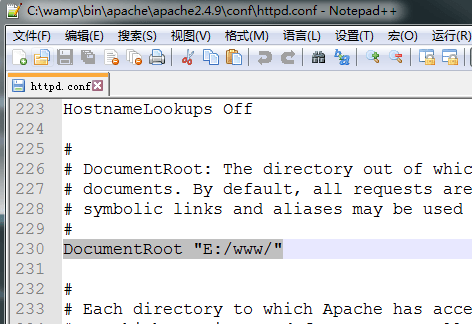 C:\wamp\bin\apache\apache2.4.9\conf\httpd.conf - Notepad++
文件(F) 编辑(E) 搜索(S) 视图(V) 格式(M) 语言(L) 设置(T) 宏(O) 运行(R)
httpd.conf
223 HostnameLookups Off
224
225 #
226 # DocumentRoot: The directory out of whic
227 # documents. By default, all requests are
228 # symbolic links and aliases may be used
229 #
230 DocumentRoot "E:/www/"
231
232 #
233 # Each directory to which Apache has acce